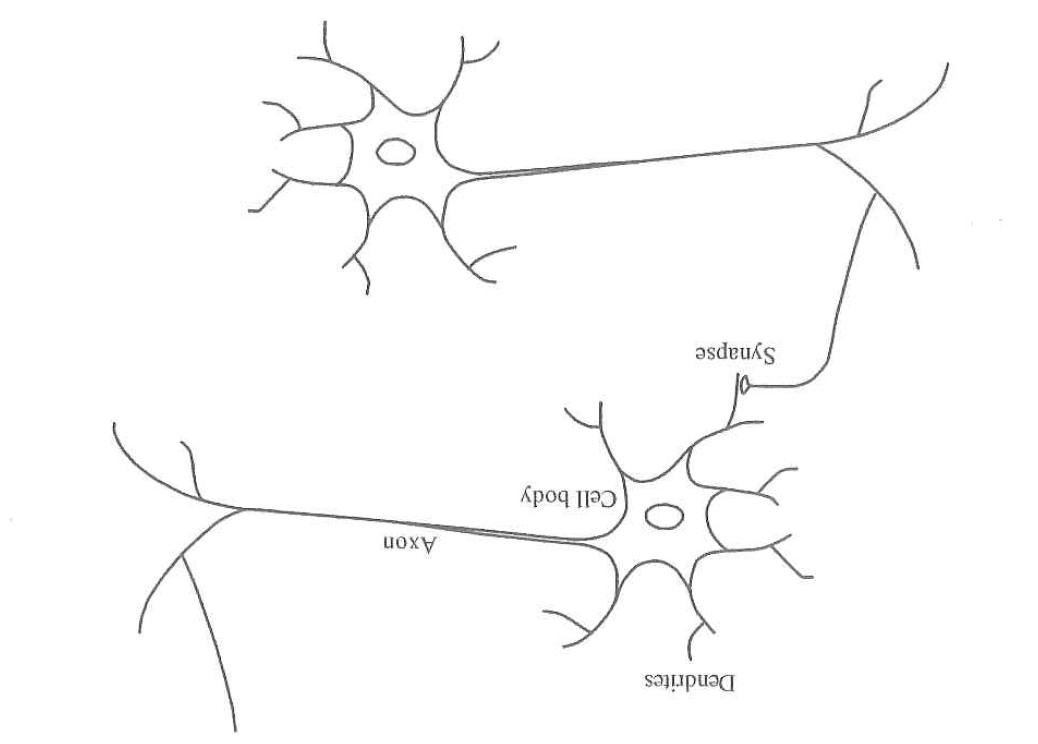 Dendrites
Axon
Cell body
Synapse